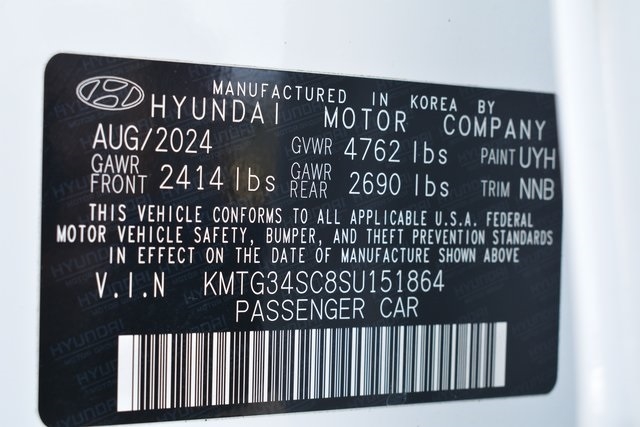 MANUFACTURED IN KOREA BY
HYUNDAI MOTOR COMPANY
AUG/2024 GVWR 4762 lbs PAINT UYH
GAWR FRONT 2414 lbs GAWR REAR 2690 lbs TRIM NNB
THIS VEHICLE CONFORMS TO ALL APPLICABLE U.S.A. FEDERAL
MOTOR VEHICLE SAFETY, BUMPER, AND THEFT PREVENTION STANDARDS
IN EFFECT ON THE DATE OF MANUFACTURE SHOWN ABOVE
V.I.N KMTG34SC8SU151864
PASSENGER CAR